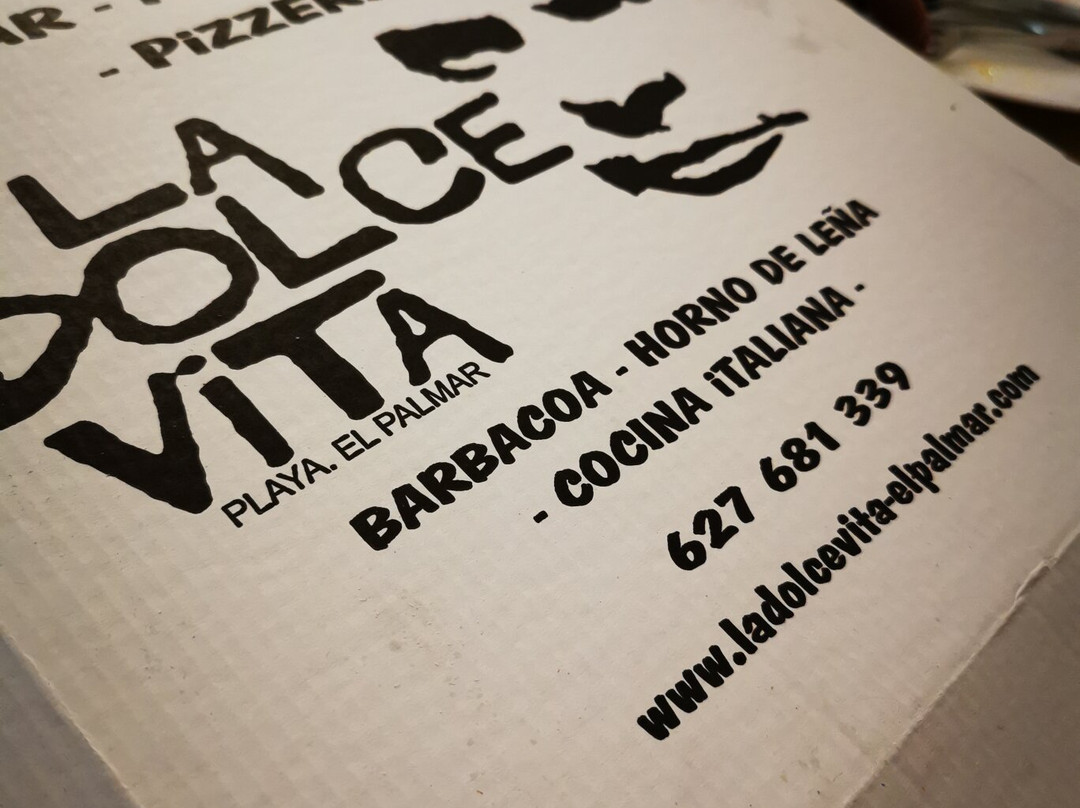 - PiZZER
LA
DOLCE
ViTA
PLAYA. EL PALMAR
BARBACOA - HORNO DE LEÑA
- COCINA iTALIANA -
627 681 339
www.ladolcevita-elpalmar.com